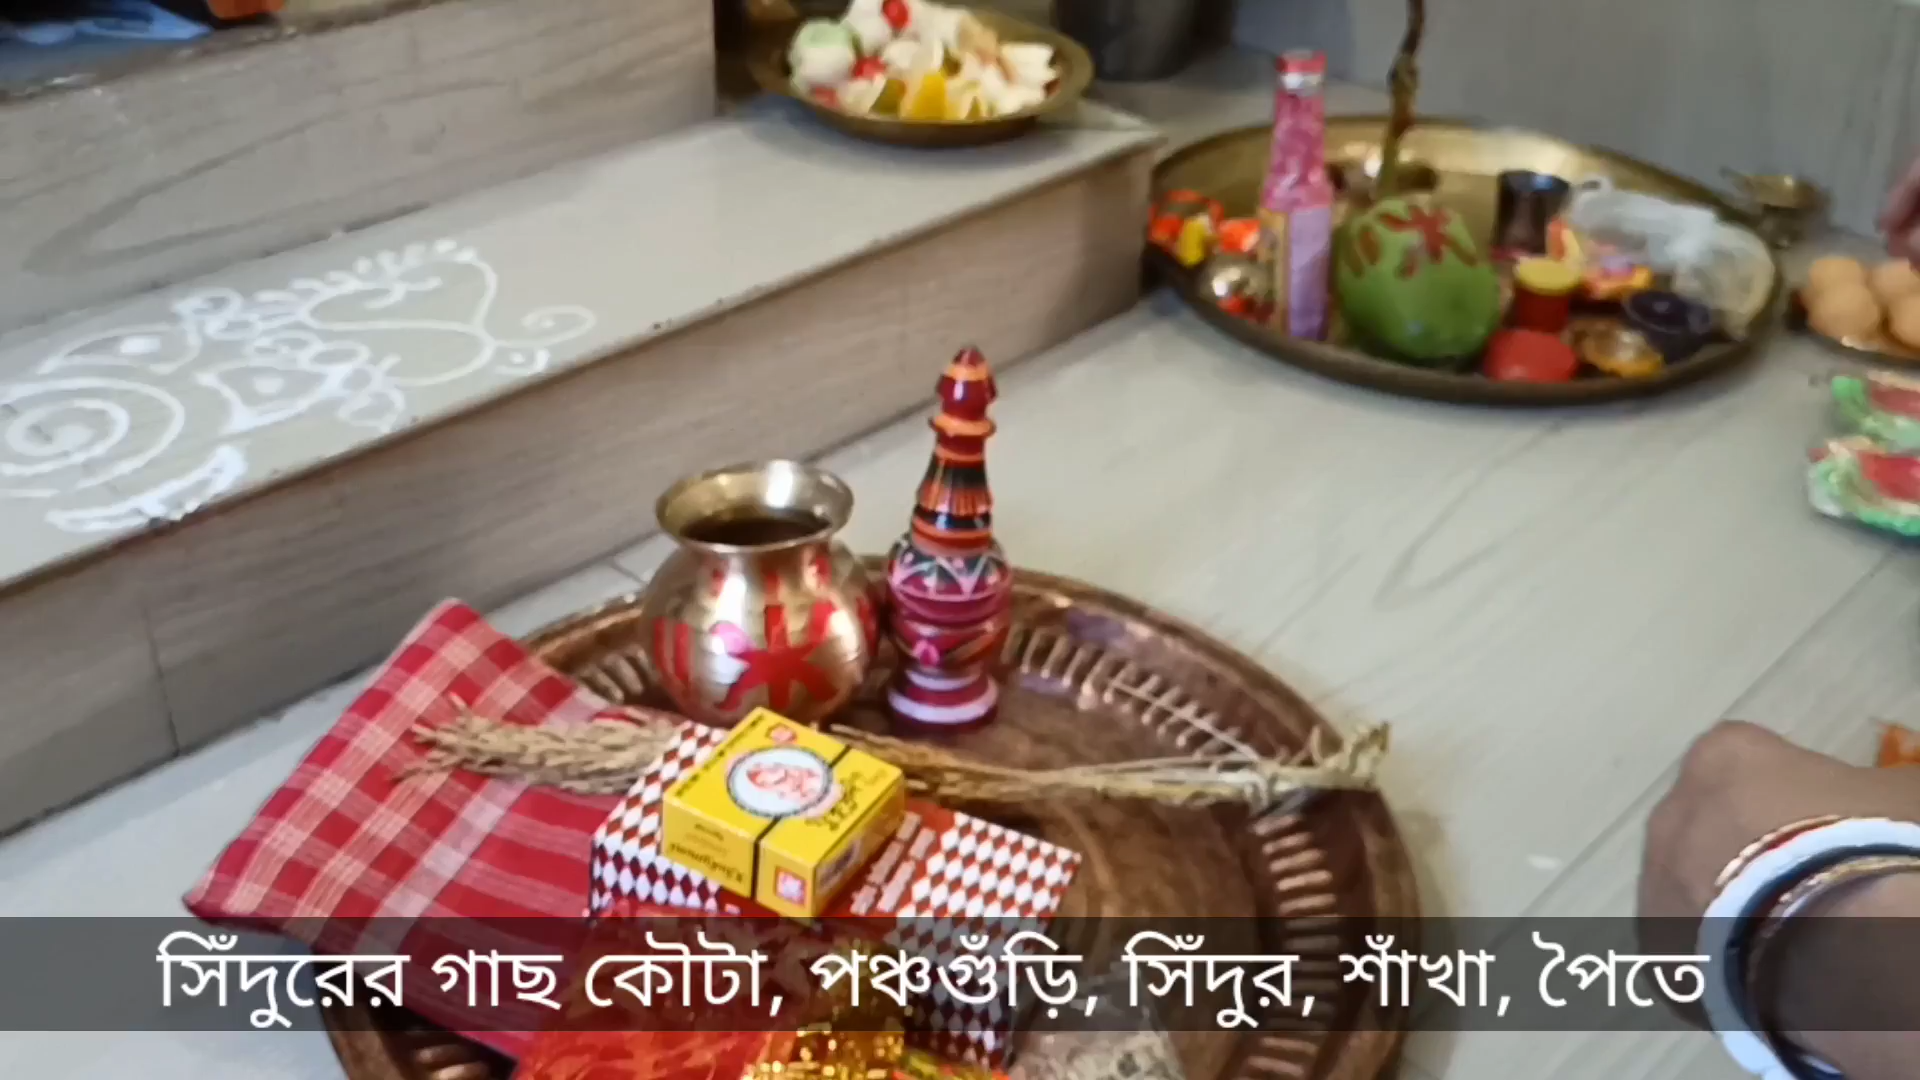 সিঁদুরের গাছ কৌটা, পঞ্চগুঁড়ি, সিঁদুর, শাঁখা, পৈতে